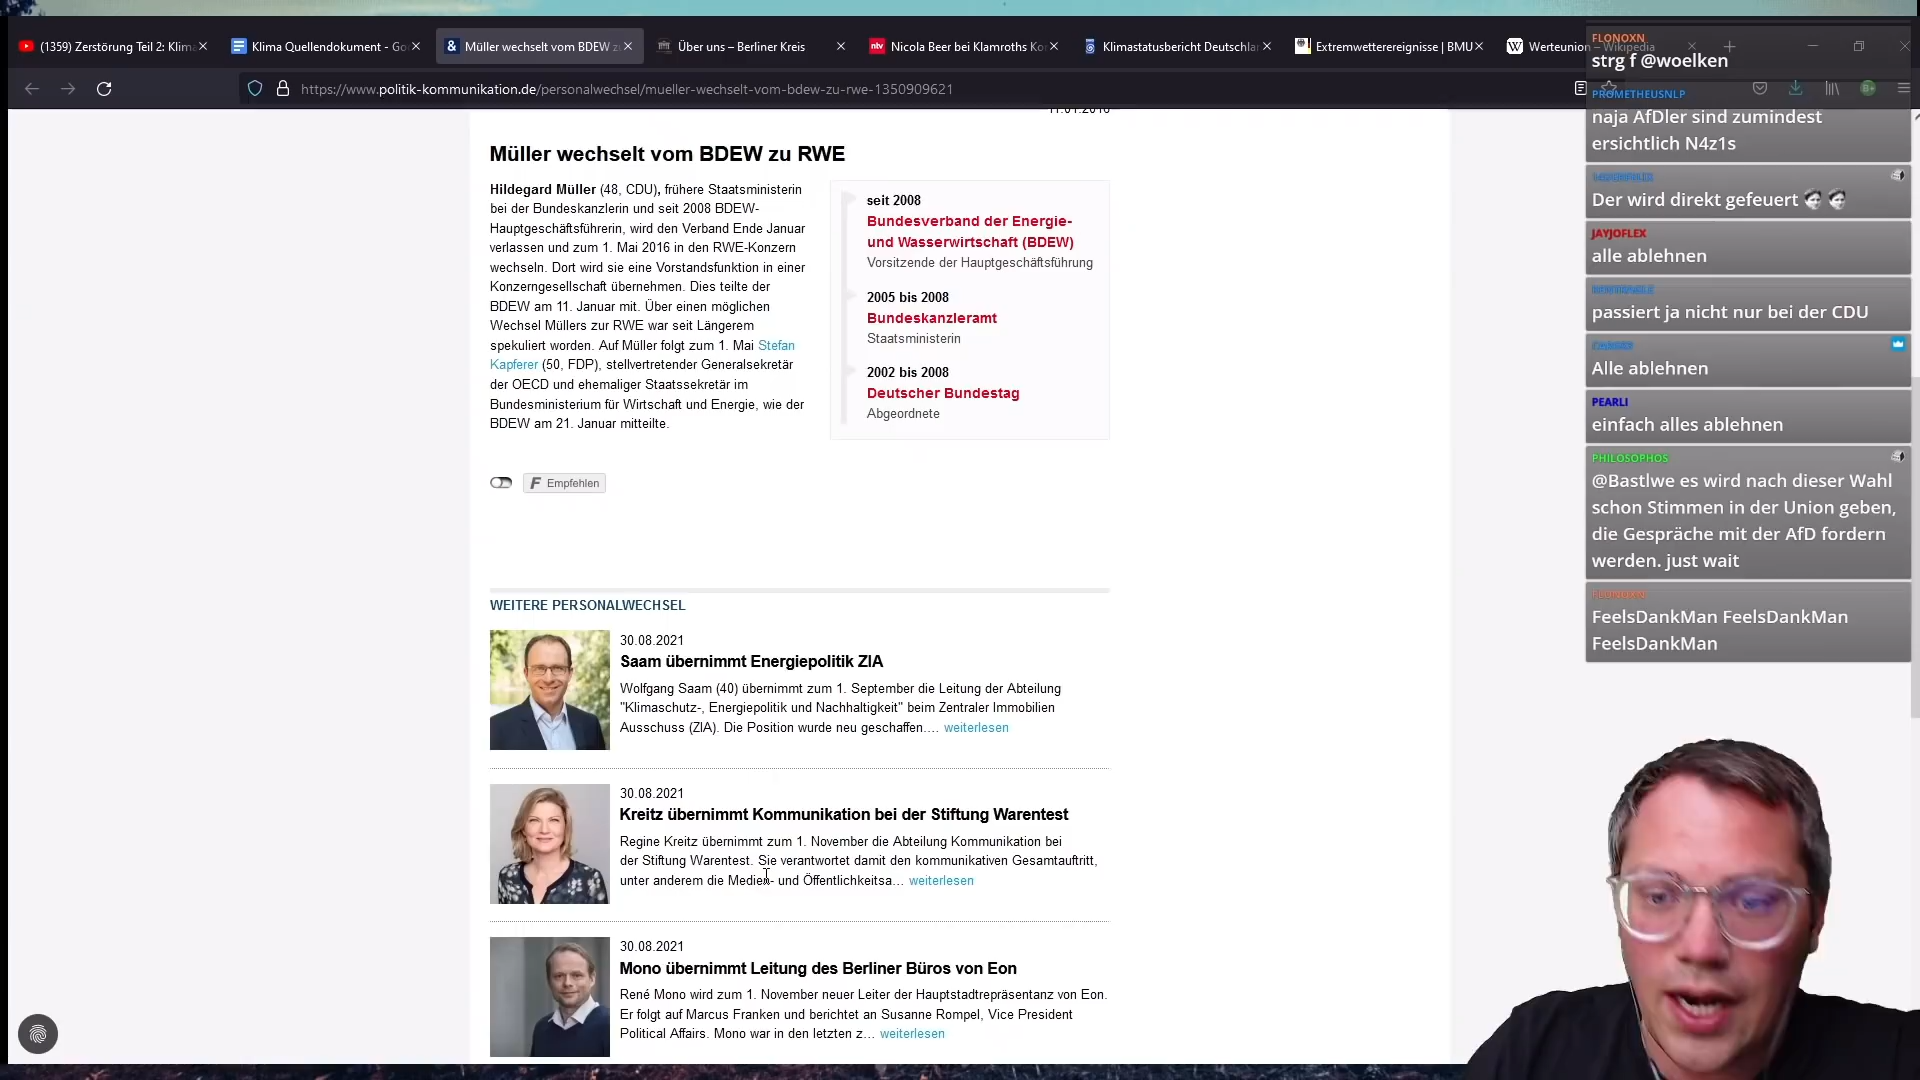 (1359) Zerstörung Teil 2: Klima
Klima Quellendokument - Go
Müller wechselt vom BDEW z
Über uns – Berliner Kreis
Nicola Beer bei Klamroths Ko
Klimastatusbericht Deutschla
Extremwetterereignisse | BMU
Werteunion – Wikipedia
https://www.politik-kommunikation.de/personalwechsel/mueller-wechselt-vom-bdew-zu-rwe-1350909621
11.01.2016
Müller wechselt vom BDEW zu RWE
Hildegard Müller (48, CDU), frühere Staatsministerin
bei der Bundeskanzlerin und seit 2008 BDEW-
Hauptgeschäftsführerin, wird den Verband Ende Januar
verlassen und zum 1. Mai 2016 in den RWE-Konzern
wechseln. Dort wird sie eine Vorstandsfunktion in einer
Konzerngesellschaft übernehmen. Dies teilte der
BDEW am 11. Januar mit. Über einen möglichen
Wechsel Müllers zur RWE war seit Längerem
spekuliert worden. Auf Müller folgt zum 1. Mai Stefan
Kapferer (50, FDP), stellvertretender Generalsekretär
der OECD und ehemaliger Staatssekretär im
Bundesministerium für Wirtschaft und Energie, wie der
BDEW am 21. Januar mitteilte.
seit 2008
Bundesverband der Energie-
und Wasserwirtschaft (BDEW)
Vorsitzende der Hauptgeschäftsführung
2005 bis 2008
Bundeskanzleramt
Staatsministerin
2002 bis 2008
Deutscher Bundestag
Abgeordnete
F Empfehlen
WEITERE PERSONALWECHSEL
30.08.2021
Saam übernimmt Energiepolitik ZIA
Wolfgang Saam (40) übernimmt zum 1. September die Leitung der Abteilung
"Klimaschutz-, Energiepolitik und Nachhaltigkeit" beim Zentraler Immobilien
Ausschuss (ZIA). Die Position wurde neu geschaffen.... weiterlesen
30.08.2021
Kreitz übernimmt Kommunikation bei der Stiftung Warentest
Regine Kreitz übernimmt zum 1. November die Abteilung Kommunikation bei
der Stiftung Warentest. Sie verantwortet damit den kommunikativen Gesamtauftritt,
unter anderem die Medien- und Öffentlichkeitsa... weiterlesen
30.08.2021
Mono übernimmt Leitung des Berliner Büros von Eon
René Mono wird zum 1. November neuer Leiter der Hauptstadtrepräsentanz von Eon.
Er folgt auf Marcus Franken und berichtet an Susanne Rompel, Vice President
Political Affairs. Mono war in den letzten z... weiterlesen
FLONOXN
strg f @woelken
PROMETHEUSNLP
naja AfDler sind zumindest
ersichtlich N4z1s
Der wird direkt gefeuert
JAYJOFLEX
alle ablehnen
passiert ja nicht nur bei der CDU
Alle ablehnen
PEARLI
einfach alles ablehnen
PHILOSOPHOS
@Bastlwe es wird nach dieser Wahl
schon Stimmen in der Union geben,
die Gespräche mit der AfD fordern
werden. just wait
FLONOXN
FeelsDankMan FeelsDankMan
FeelsDankMan